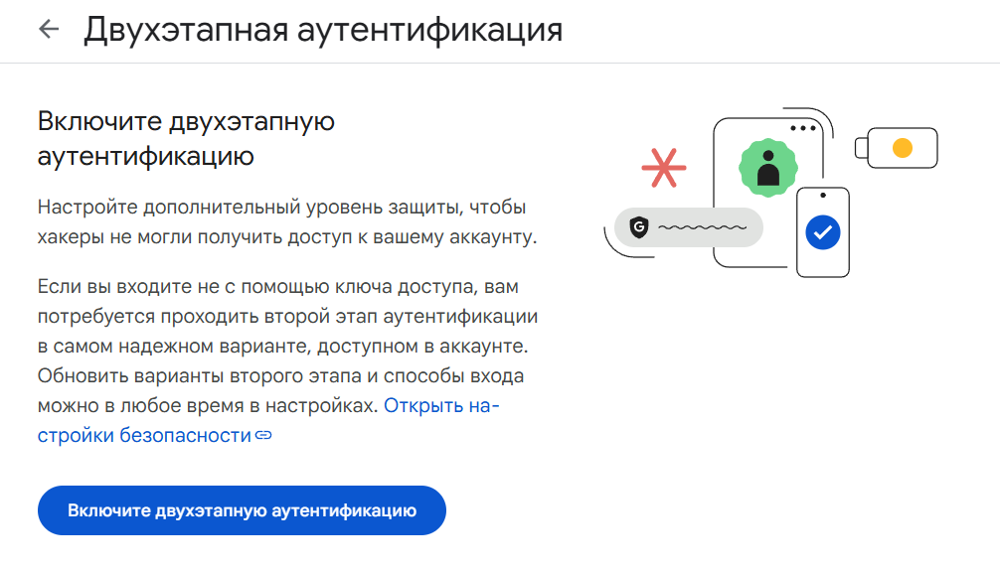 Двухэтапная аутентификация
Включите двухэтапную
аутентификацию
Настройте дополнительный уровень защиты, чтобы
хакеры не могли получить доступ к вашему аккаунту.
Если вы входите не с помощью ключа доступа, вам
потребуется проходить второй этап аутентификации
в самом надежном варианте, доступном в аккаунте.
Обновить варианты второго этапа и способы входа
можно в любое время в настройках. Открыть на-
стройки безопасности
Включите двухэтапную аутентификацию